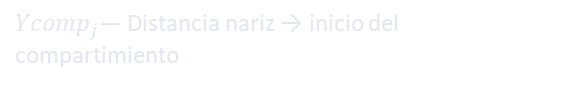 Ycomp_j— Distancia nariz → inicio del
compartimiento